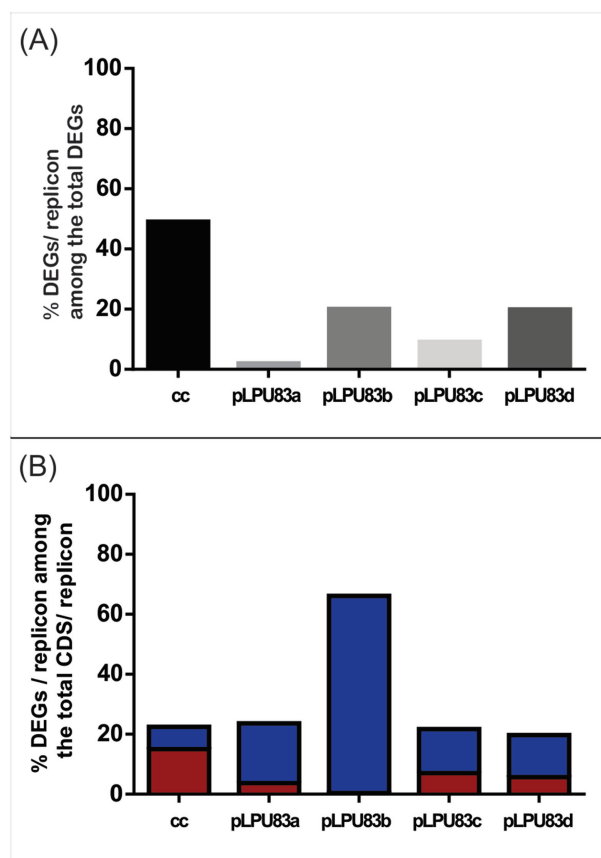 (A)
% DEGs/ replicon
among the total DEGs
100
80
60
40
20
0
cc pLPU83a pLPU83b pLPU83c pLPU83d
(B)
% DEGs / replicon among
the total CDS/ replicon
100
80
60
40
20
0
cc pLPU83a pLPU83b pLPU83c pLPU83d